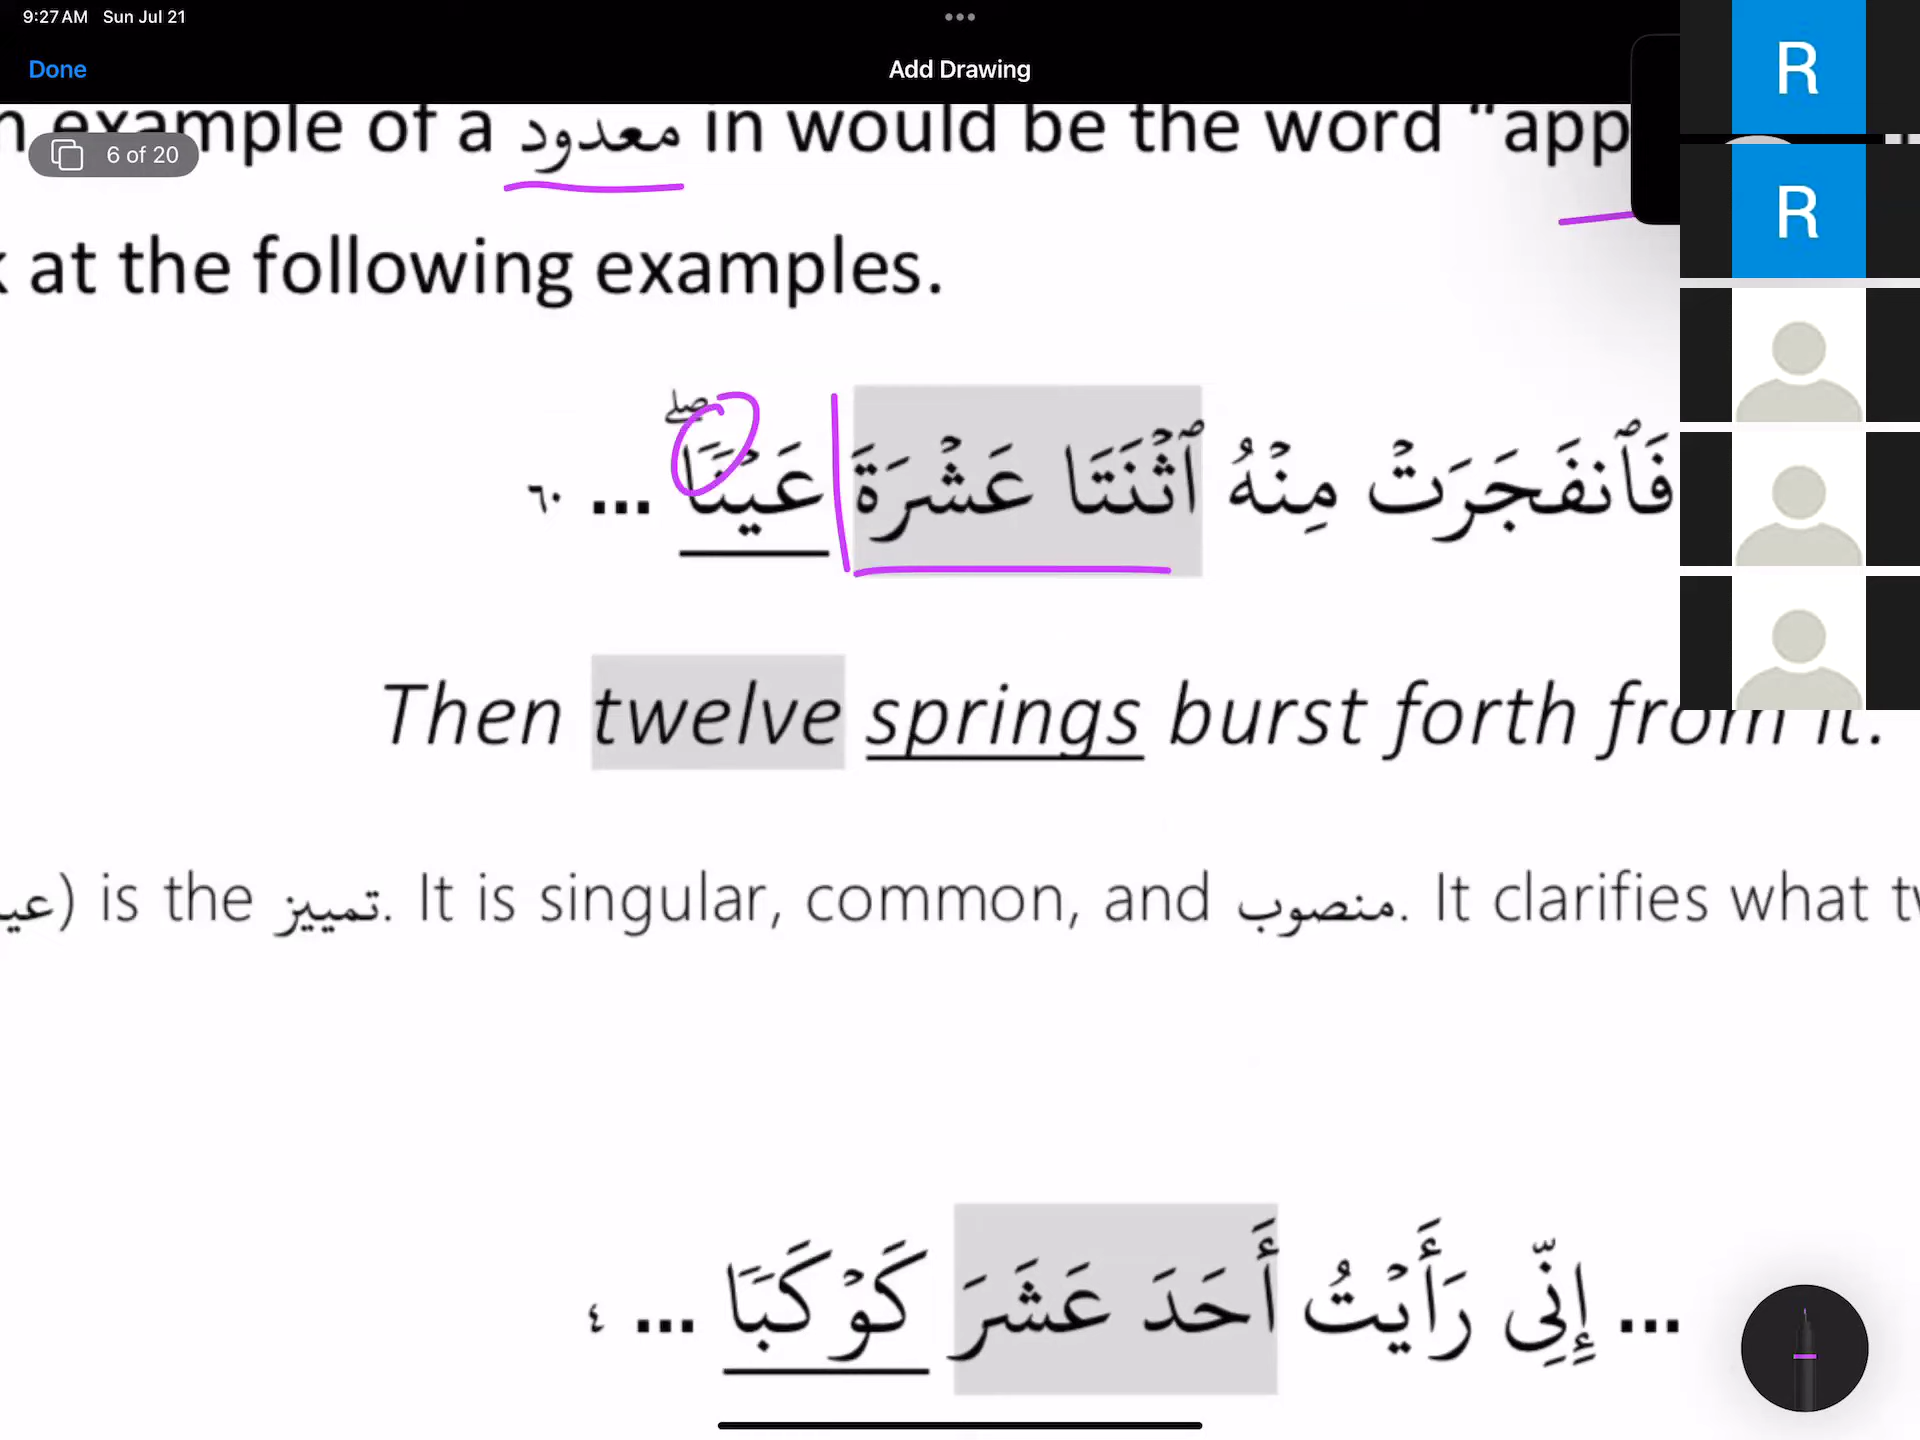 9:27 AM Sun Jul 21
Done
Add Drawing
R
R
6 of 20
example of a معدود in would be the word "app
at the following examples.
فَٱنفَجَرَتْ مِنْهُ ٱثْنَتَا عَشْرَةَ عَيْنًا ۖ ... ٦٠
Then twelve springs burst forth from it.
is the تمييز. It is singular, common, and منصوب. It clarifies what
... إِنِّى رَأَيْتُ أَحَدَ عَشَرَ كَوْكَبًا ... ٤